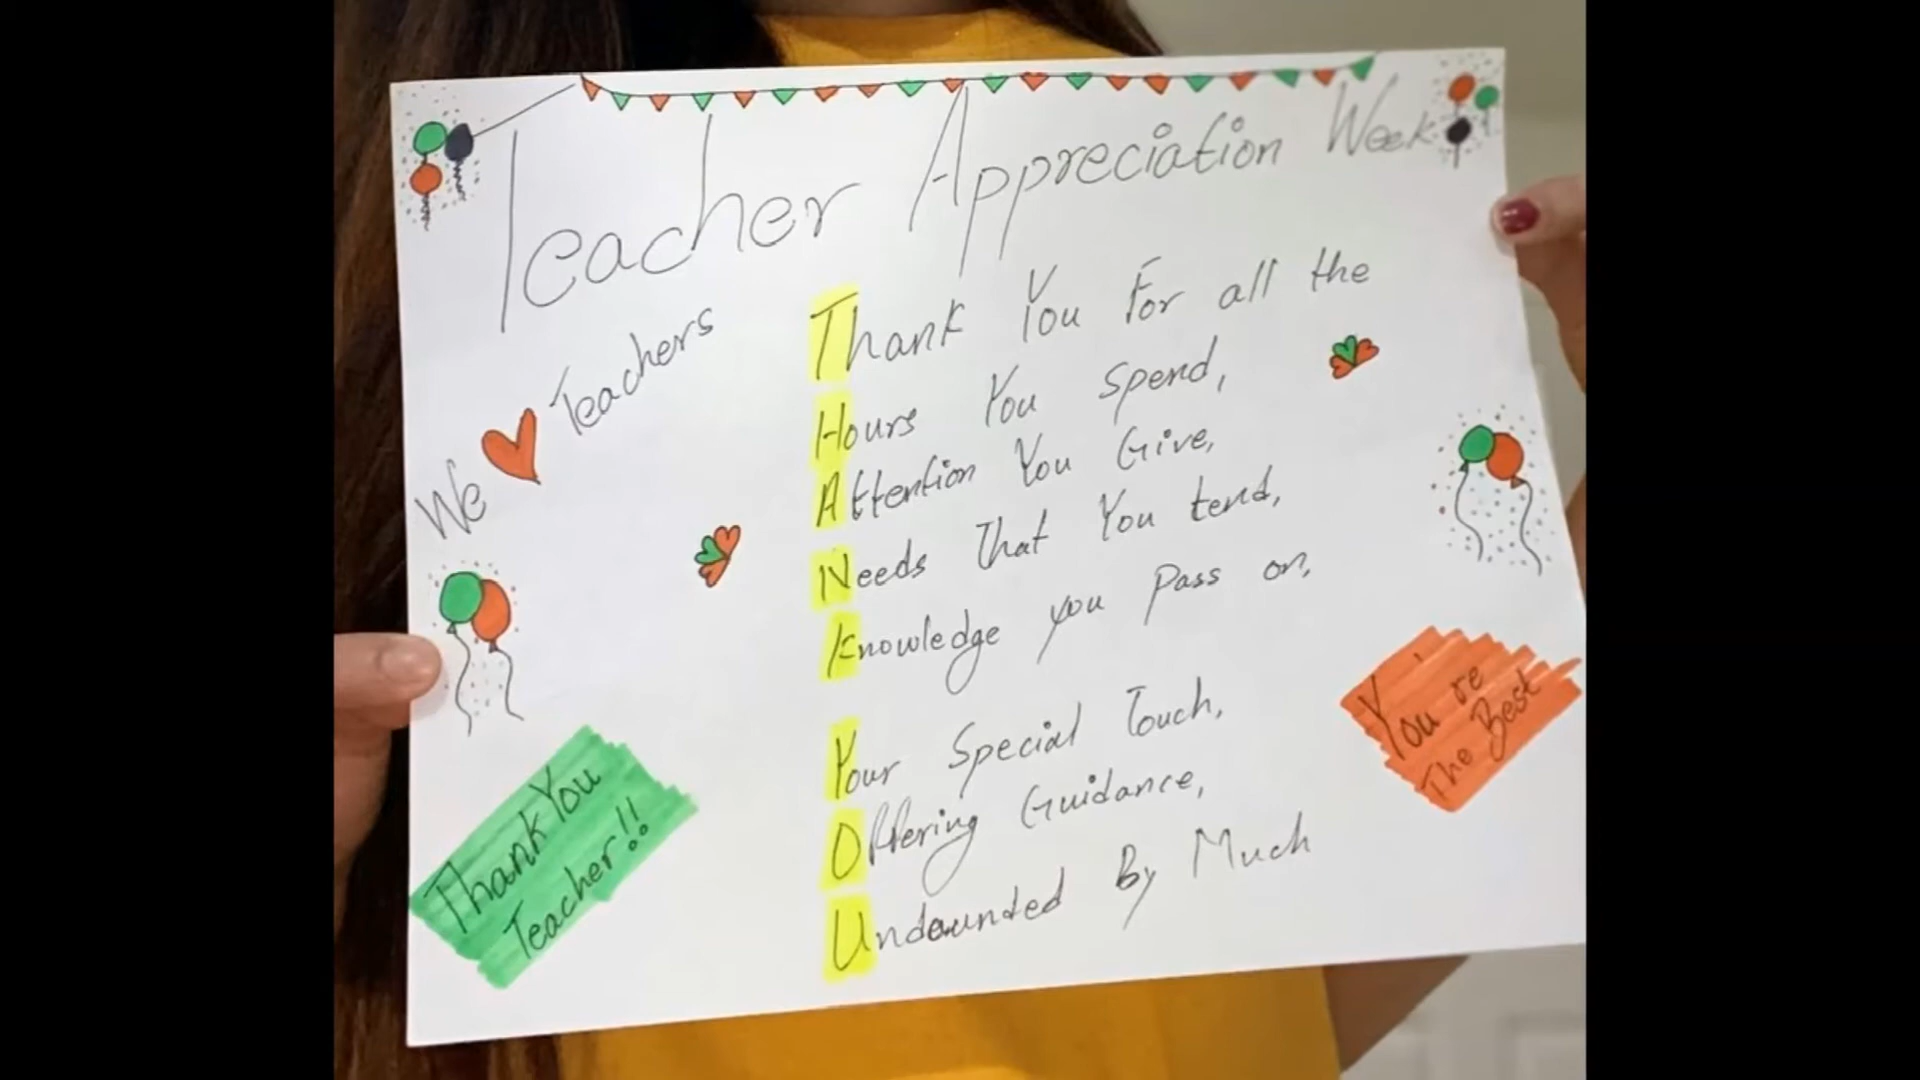 Teacher Appreciation Week
We Teachers
Thank You For all the
Hours You Spend,
Attention You Give,
Needs That You tend,
Knowledge you Pass on,
Your Special Touch,
Offering Guidance,
Undaunted By Much
Thank You
Teacher!!
You're
The Best